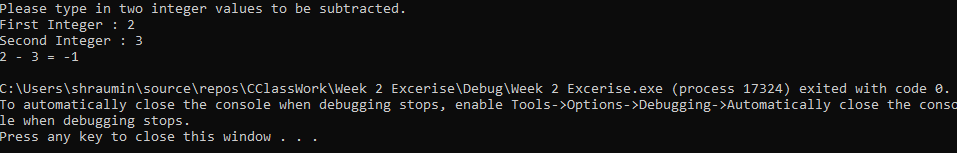 Please type in two integer values to be subtracted.
First Integer : 2
Second Integer : 3
2 - 3 = -1
C:\Users\shraumin\source\repos\CClassWork\Week 2 Excerise\Debug\Week 2 Excerise.exe (process 17324) exited with code 0.
To automatically close the console when debugging stops, enable Tools->Options->Debugging->Automatically close the conso
le when debugging stops.
Press any key to close this window . . .